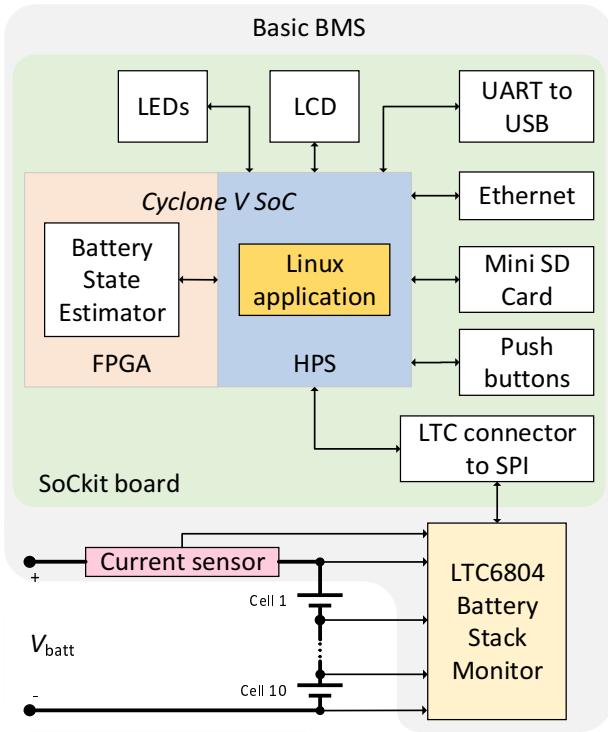 Basic BMS
LEDs
LCD
UART to
USB
Cyclone V SoC
Ethernet
Battery
State
Estimator
Linux
application
Mini SD
Card
FPGA
HPS
Push
buttons
LTC connector
to SPI
SoCkit board
Current sensor
+
Cell 1
LTC6804
Battery
Stack
Monitor
Vbatt
Cell 10
-